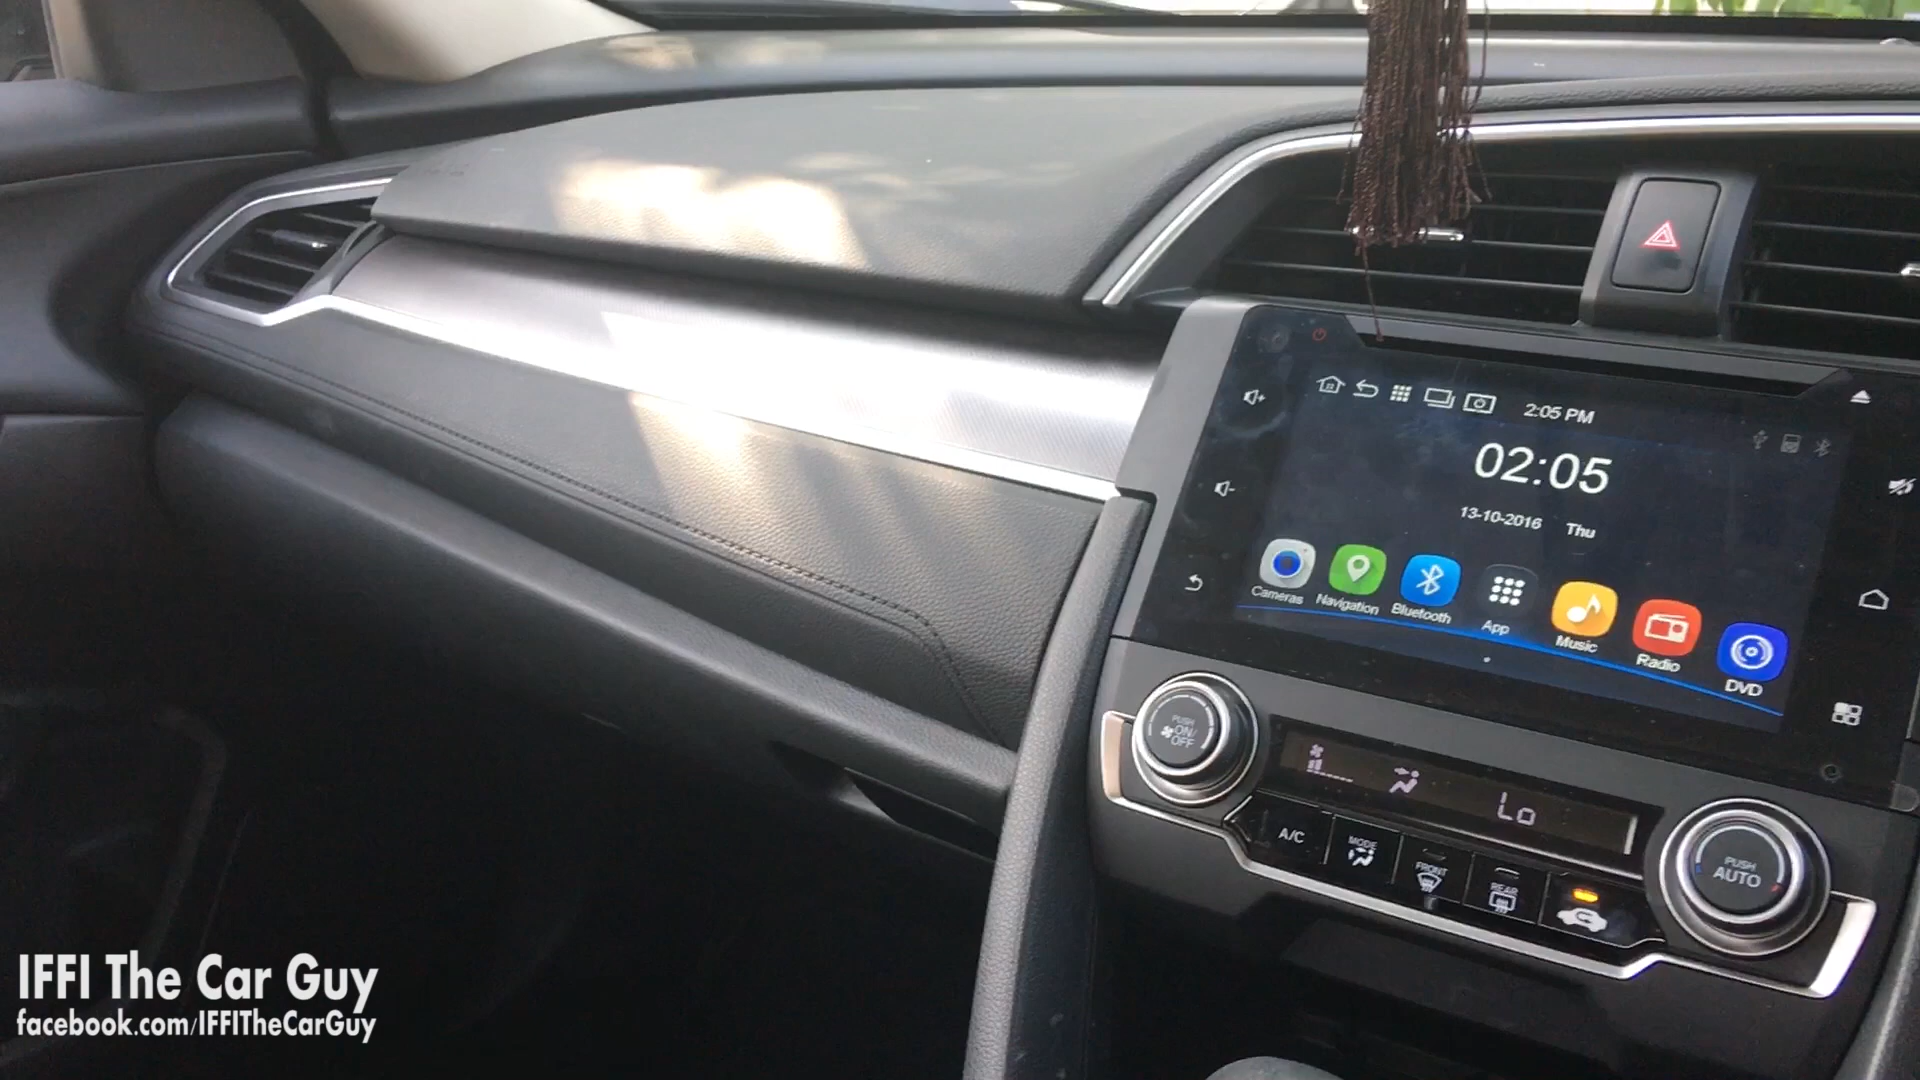 2:05 PM
02:05
13-10-2016 Thu
Cameras
Navigation
Bluetooth
App
Music
Radio
DVD
PUSH
ON/
OFF
Lo
A/C
MODE
FRONT
REAR
PUSH
AUTO
IFFI The Car Guy
facebook.com/IFFITheCarGuy